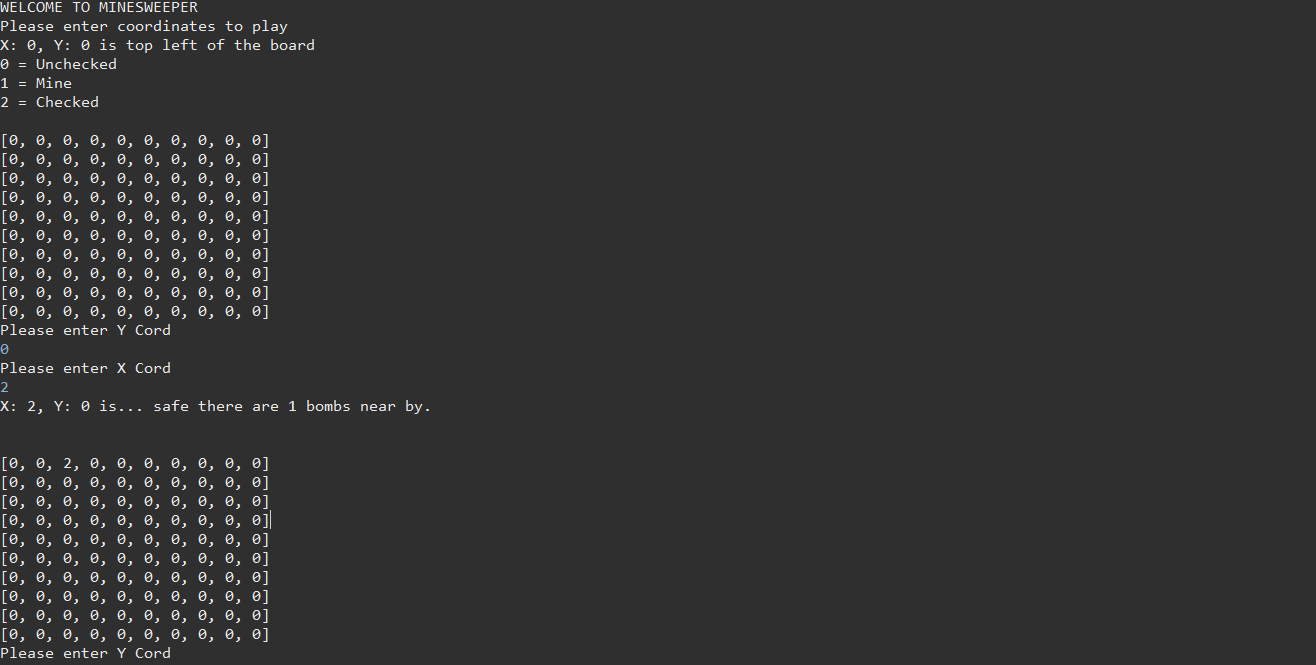 WELCOME TO MINESWEEPER
Please enter coordinates to play
X: 0, Y: 0 is top left of the board
0 = Unchecked
1 = Mine
2 = Checked
[0, 0, 0, 0, 0, 0, 0, 0, 0, 0]
[0, 0, 0, 0, 0, 0, 0, 0, 0, 0]
[0, 0, 0, 0, 0, 0, 0, 0, 0, 0]
[0, 0, 0, 0, 0, 0, 0, 0, 0, 0]
[0, 0, 0, 0, 0, 0, 0, 0, 0, 0]
[0, 0, 0, 0, 0, 0, 0, 0, 0, 0]
[0, 0, 0, 0, 0, 0, 0, 0, 0, 0]
[0, 0, 0, 0, 0, 0, 0, 0, 0, 0]
[0, 0, 0, 0, 0, 0, 0, 0, 0, 0]
[0, 0, 0, 0, 0, 0, 0, 0, 0, 0]
Please enter Y Cord
0
Please enter X Cord
2
X: 2, Y: 0 is... safe there are 1 bombs near by.
[0, 0, 2, 0, 0, 0, 0, 0, 0, 0]
[0, 0, 0, 0, 0, 0, 0, 0, 0, 0]
[0, 0, 0, 0, 0, 0, 0, 0, 0, 0]
[0, 0, 0, 0, 0, 0, 0, 0, 0, 0]
[0, 0, 0, 0, 0, 0, 0, 0, 0, 0]
[0, 0, 0, 0, 0, 0, 0, 0, 0, 0]
[0, 0, 0, 0, 0, 0, 0, 0, 0, 0]
[0, 0, 0, 0, 0, 0, 0, 0, 0, 0]
[0, 0, 0, 0, 0, 0, 0, 0, 0, 0]
[0, 0, 0, 0, 0, 0, 0, 0, 0, 0]
Please enter Y Cord